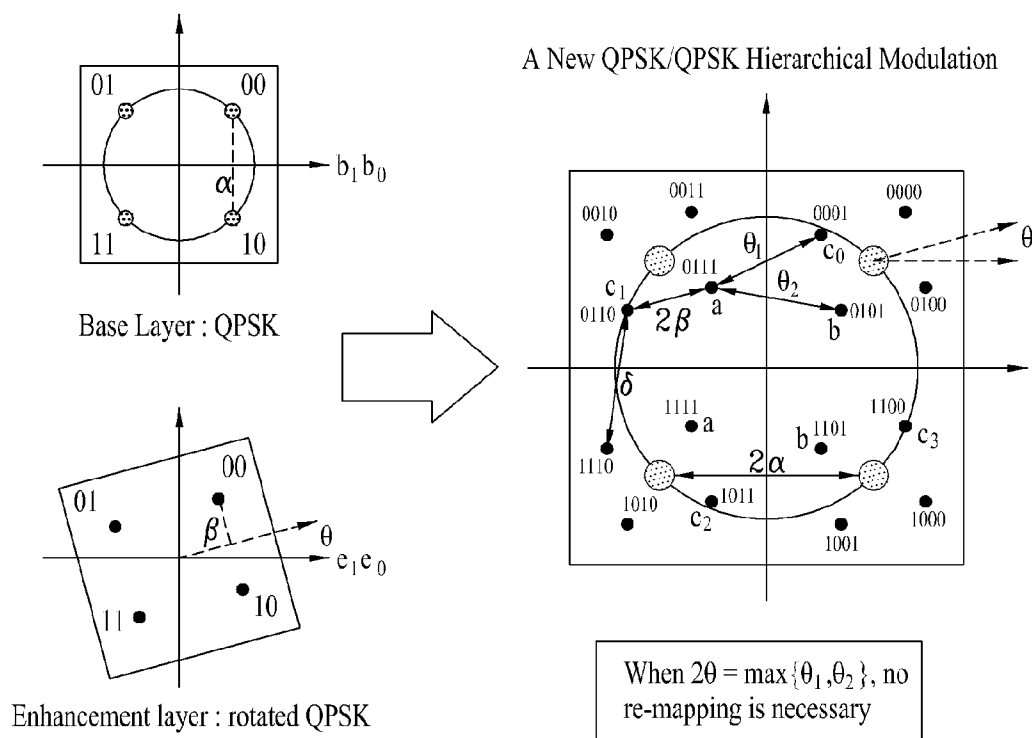 A New QPSK/QPSK Hierarchical Modulation
01 00
b₁b₀
α
11 10
Base Layer : QPSK
00
01
β
θ
e₁e₀
11 10
Enhancement layer : rotated QPSK
0011 0000
0010 0001
θ
θ₁ c₀
0111
c₁ θ₂ 0100
0110 2β a 0101
b
δ
1111 1101 1100
a b c₃
1110
2α
1010 1011 1000
c₂ 1001
When 2θ = max{θ₁,θ₂}, no
re-mapping is necessary